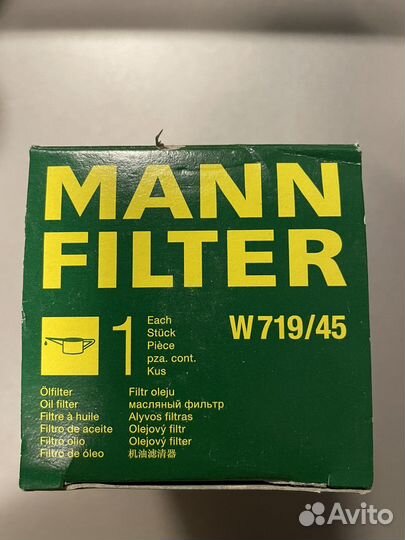 MANN
FILTER
1
Each
Stück
Pièce
pza. cont.
Kus
W 719/45
Ölfilter
Oil filter
Filtre à huile
Filtro de aceite
Filtro olio
Filtro de óleo
Filtr oleju
масляный фильтр
Alyvos filtras
Olejový filtr
Olejový filter
机油滤清器
Avito